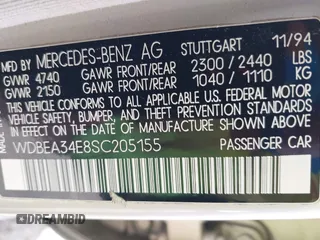 MFD BY MERCEDES-BENZ AG STUTTGART 11/94
GVWR 4740 GAWR FRONT/REAR 2300 / 2440 LBS
GVWR 2150 GAWR FRONT/REAR 1040 / 1110 KG
THIS VEHICLE CONFORMS TO ALL APPLICABLE U.S. FEDERAL
MOTOR VEHICLE SAFETY, BUMPER, AND THEFT PREVENTION
STANDARDS IN EFFECT ON THE DATE OF MANUFACTURE
SHOWN ABOVE.
WDBEA34E8SC205155 PASSENGER CAR
MADE